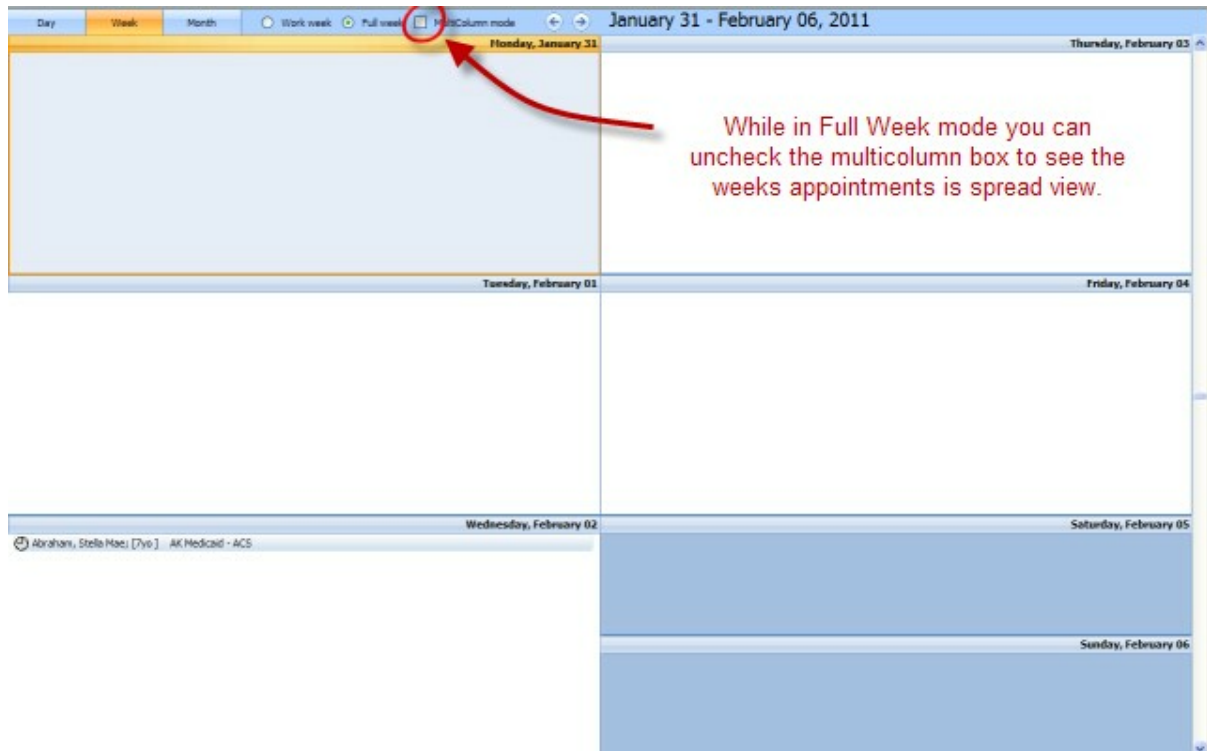 Day Week Month Work week Full week MultiColumn mode January 31 - February 06, 2011
Monday, January 31
Thursday, February 03
While in Full Week mode you can
uncheck the multicolumn box to see the
weeks appointments is spread view.
Tuesday, February 01
Friday, February 04
Wednesday, February 02
Saturday, February 05
Abraham, Stella Mae; [7yo ] AK Medicaid - ACS
Sunday, February 06